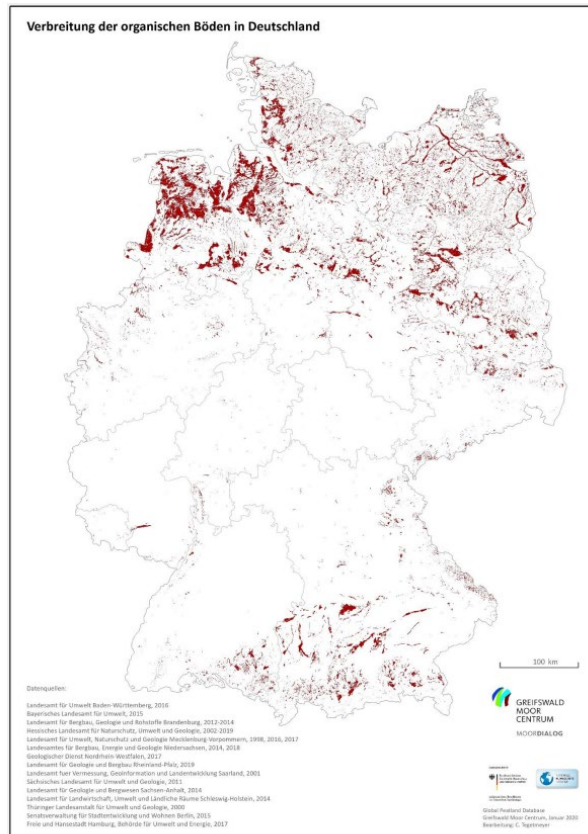 Verbreitung der organischen Böden in Deutschland
100 km
Datenquellen:
Landesamt für Umwelt Baden-Württemberg, 2016
Bayerisches Landesamt für Umwelt, 2015
Landesamt für Bergbau, Geologie und Rohstoffe Brandenburg, 2012-2014
Hessisches Landesamt für Naturschutz, Umwelt und Geologie, 2002-2019
Landesamt für Umwelt, Naturschutz und Geologie Mecklenburg-Vorpommern, 1998, 2016, 2017
Landesamtes für Bergbau, Energie und Geologie Niedersachsen, 2014, 2018
Geologischer Dienst Nordrhein-Westfalen, 2017
Landesamt für Geologie und Bergbau Rheinland-Pfalz, 2019
Landesamt fuer Vermessung, Geoinformation und Landentwicklung Saarland, 2001
Sächsisches Landesamt für Umwelt und Geologie, 2011
Landesamt für Geologie und Bergwesen Sachsen-Anhalt, 2014
Landesamt für Landwirtschaft, Umwelt und Ländliche Räume Schleswig-Holstein, 2014
Thüringer Landesanstalt für Umwelt und Geologie, 2000
Senatsverwaltung für Stadtentwicklung und Wohnen Berlin, 2015
Freie und Hansestadt Hamburg, Behörde für Umwelt und Energie, 2017
GREIFSWALD
MOOR
CENTRUM
MOORDIALOG
Global Peatland Database
Greifswald Moor Centrum, Januar 2020
Bearbeitung: C. Tegetmeyer